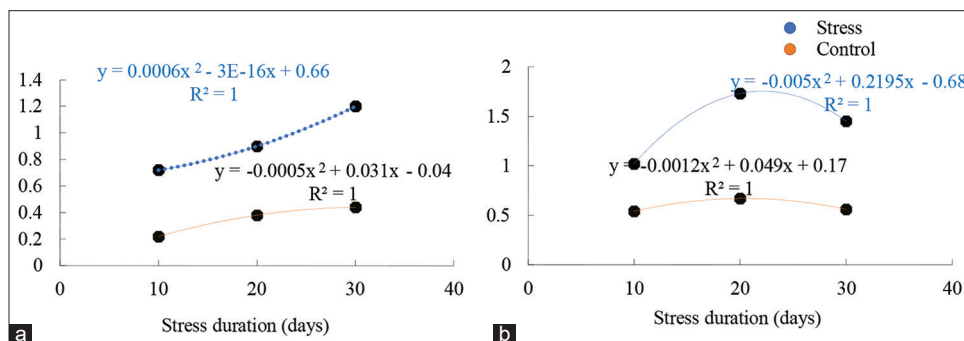 Stress
Control
y = 0.0006x² - 3E-16x + 0.66
R² = 1
1.4
1.2
1
0.8
0.6
0.4
0.2
0
y = -0.0005x² + 0.031x - 0.04
R² = 1
0 10 20 30 40
Stress duration (days)
a
2
1.5
1
0.5
0
y = -0.005x² + 0.2195x - 0.68
R² = 1
y = -0.0012x² + 0.049x + 0.17
R² = 1
0 10 20 30 40
Stress duration (days)
b